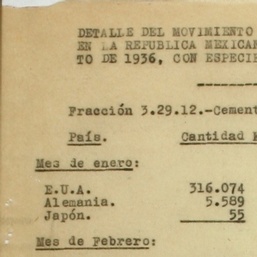 DETALLE DEL MOVIMIENTO
EN LA REPUBLICA MEXICAN
TO DE 1936, CON ESPECIE
Fracción 3.29.12.-Cement
País. Cantidad K
Mes de enero:
E.U.A. 316.074
Alemania. 5.589
Japón. 55
Mes de Febrero: